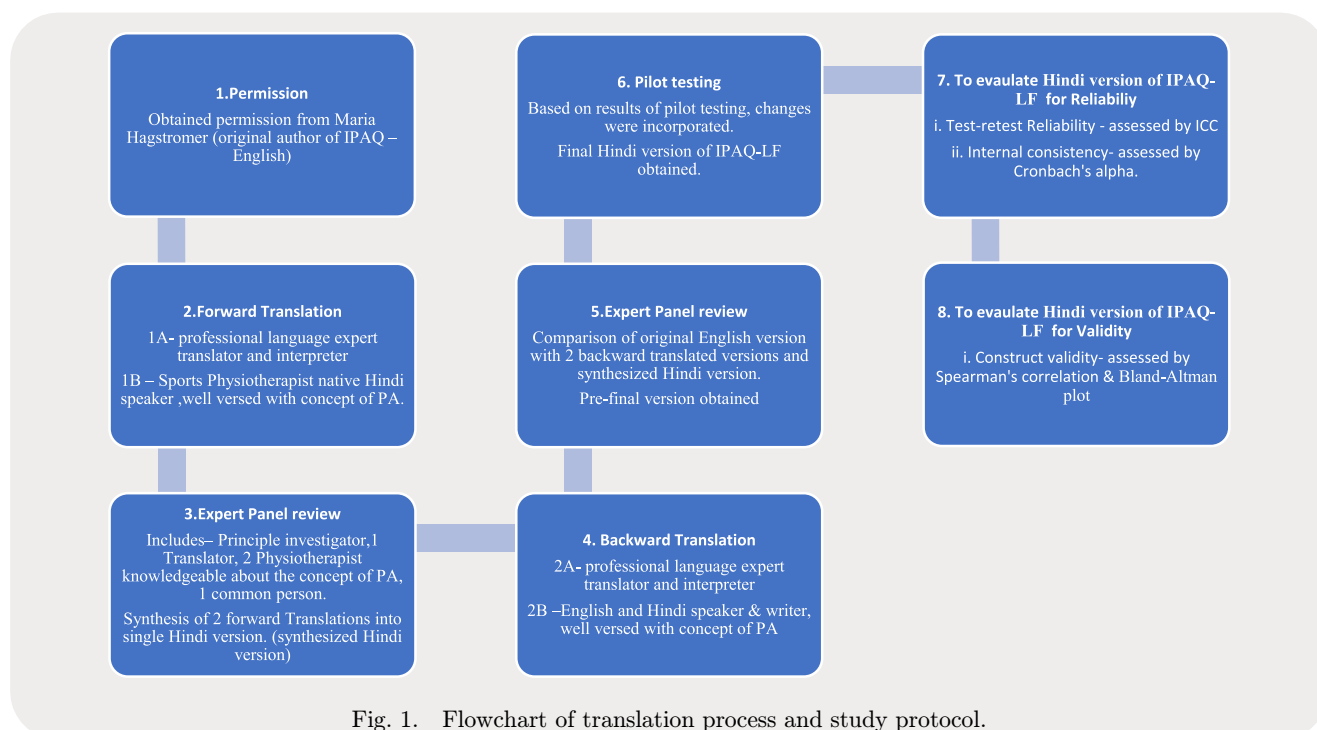 1.Permission
Obtained permission from Maria
Hagstromer (original author of IPAQ –
English)
2.Forward Translation
1A- professional language expert
translator and interpreter
1B – Sports Physiotherapist native Hindi
speaker ,well versed with concept of PA.
3.Expert Panel review
Includes– Principle investigator,1
Translator, 2 Physiotherapist
knowledgeable about the concept of PA,
1 common person.
Synthesis of 2 forward Translations into
single Hindi version. (synthesized Hindi
version)
4. Backward Translation
2A- professional language expert
translator and interpreter
2B –English and Hindi speaker & writer,
well versed with concept of PA
5.Expert Panel review
Comparison of original English version
with 2 backward translated versions and
synthesized Hindi version.
Pre-final version obtained
6. Pilot testing
Based on results of pilot testing, changes
were incorporated.
Final Hindi version of IPAQ-LF
obtained.
7. To evaulate Hindi version of IPAQ-
LF for Reliabiliy
i. Test-retest Reliability - assessed by ICC
ii. Internal consistency- assessed by
Cronbach's alpha.
8. To evaulate Hindi version of IPAQ-
LF for Validity
i. Construct validity- assessed by
Spearman's correlation & Bland-Altman
plot
Fig. 1. Flowchart of translation process and study protocol.